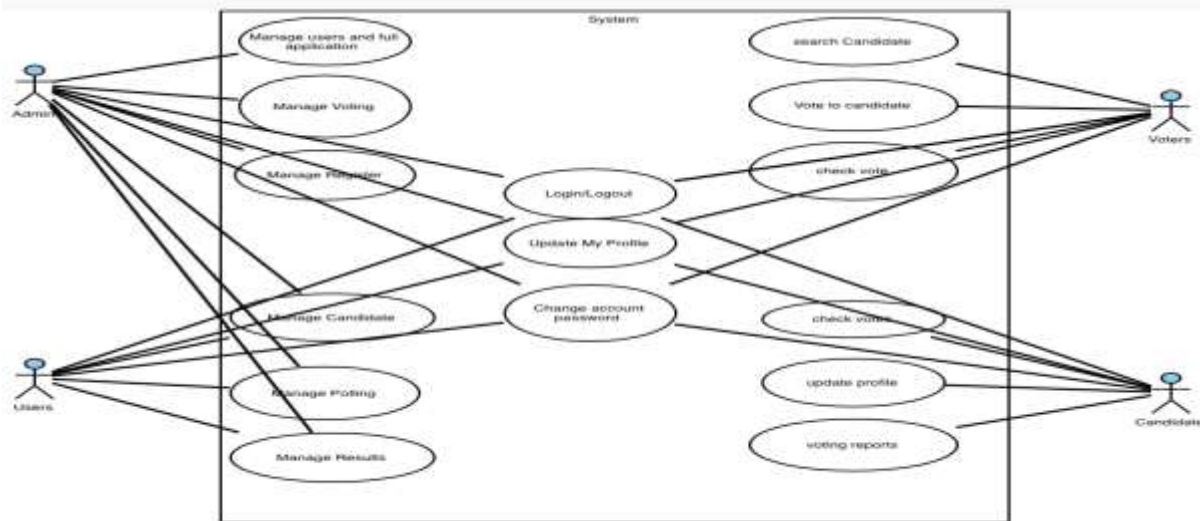 System
Manage users and full
application
search Candidate
Admin
Manage Voting
Vote to candidate
Voters
Manage Register
check vote
Login/Logout
Update My Profile
Change account
password
Manage Candidate
check votes
Users
Manage Polling
update profile
Candidate
Manage Results
voting reports